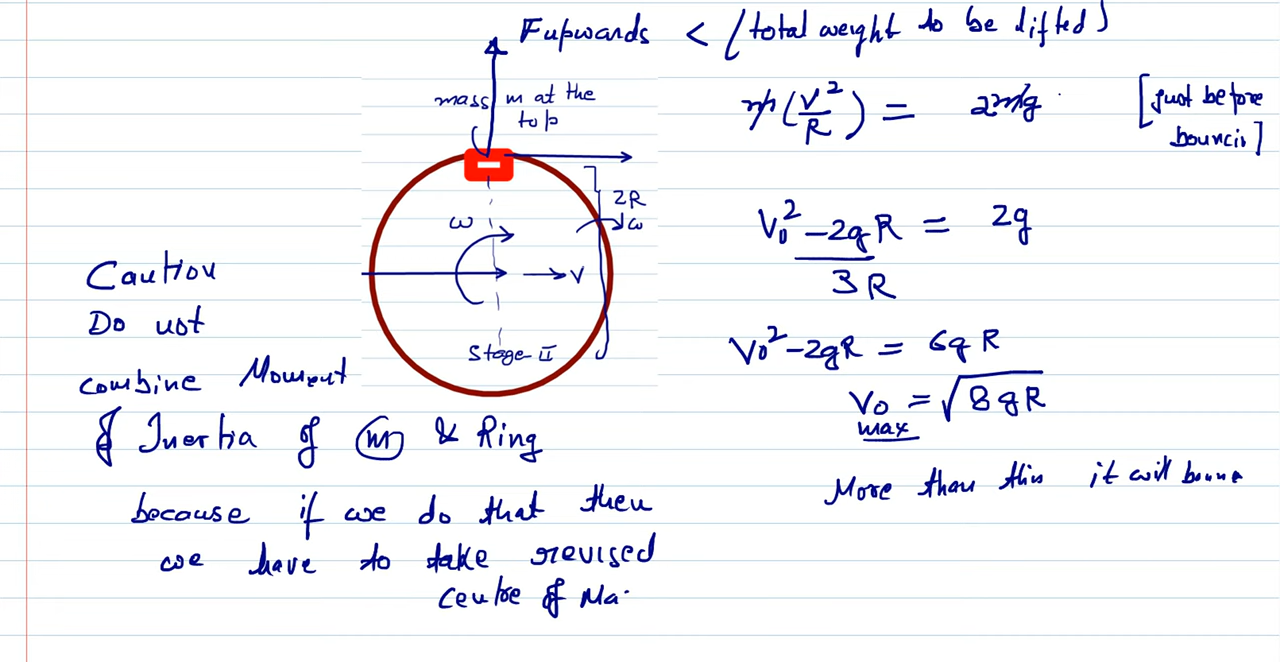 Fupwards < (total weight to be lifted)
mass m at the top
m(V²/R) = 2mg [just before bouncin]
2R
ω
ω
V
V₀² - 2gR / 3R = 2g
Stage II
V₀² - 2gR = 6gR
V₀ max = √8gR
More than this it will boun
Caution
Do not
combine Moment
of Inertia of (m) & Ring
because if we do that then
we have to take revised
Centre of Ma